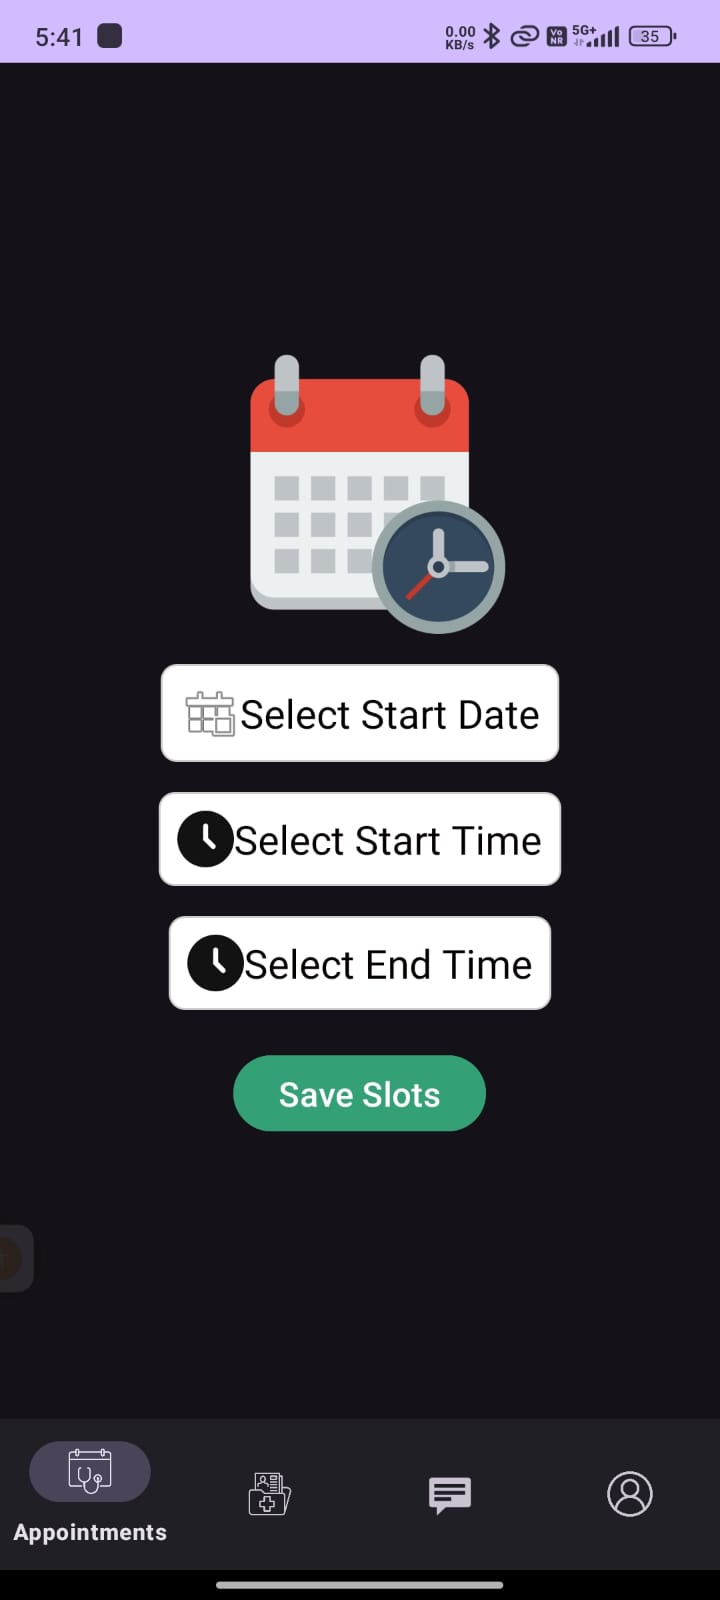 5:41
0.00
KB/s
Vo
NR
5G+
35
Select Start Date
Select Start Time
Select End Time
Save Slots
Appointments